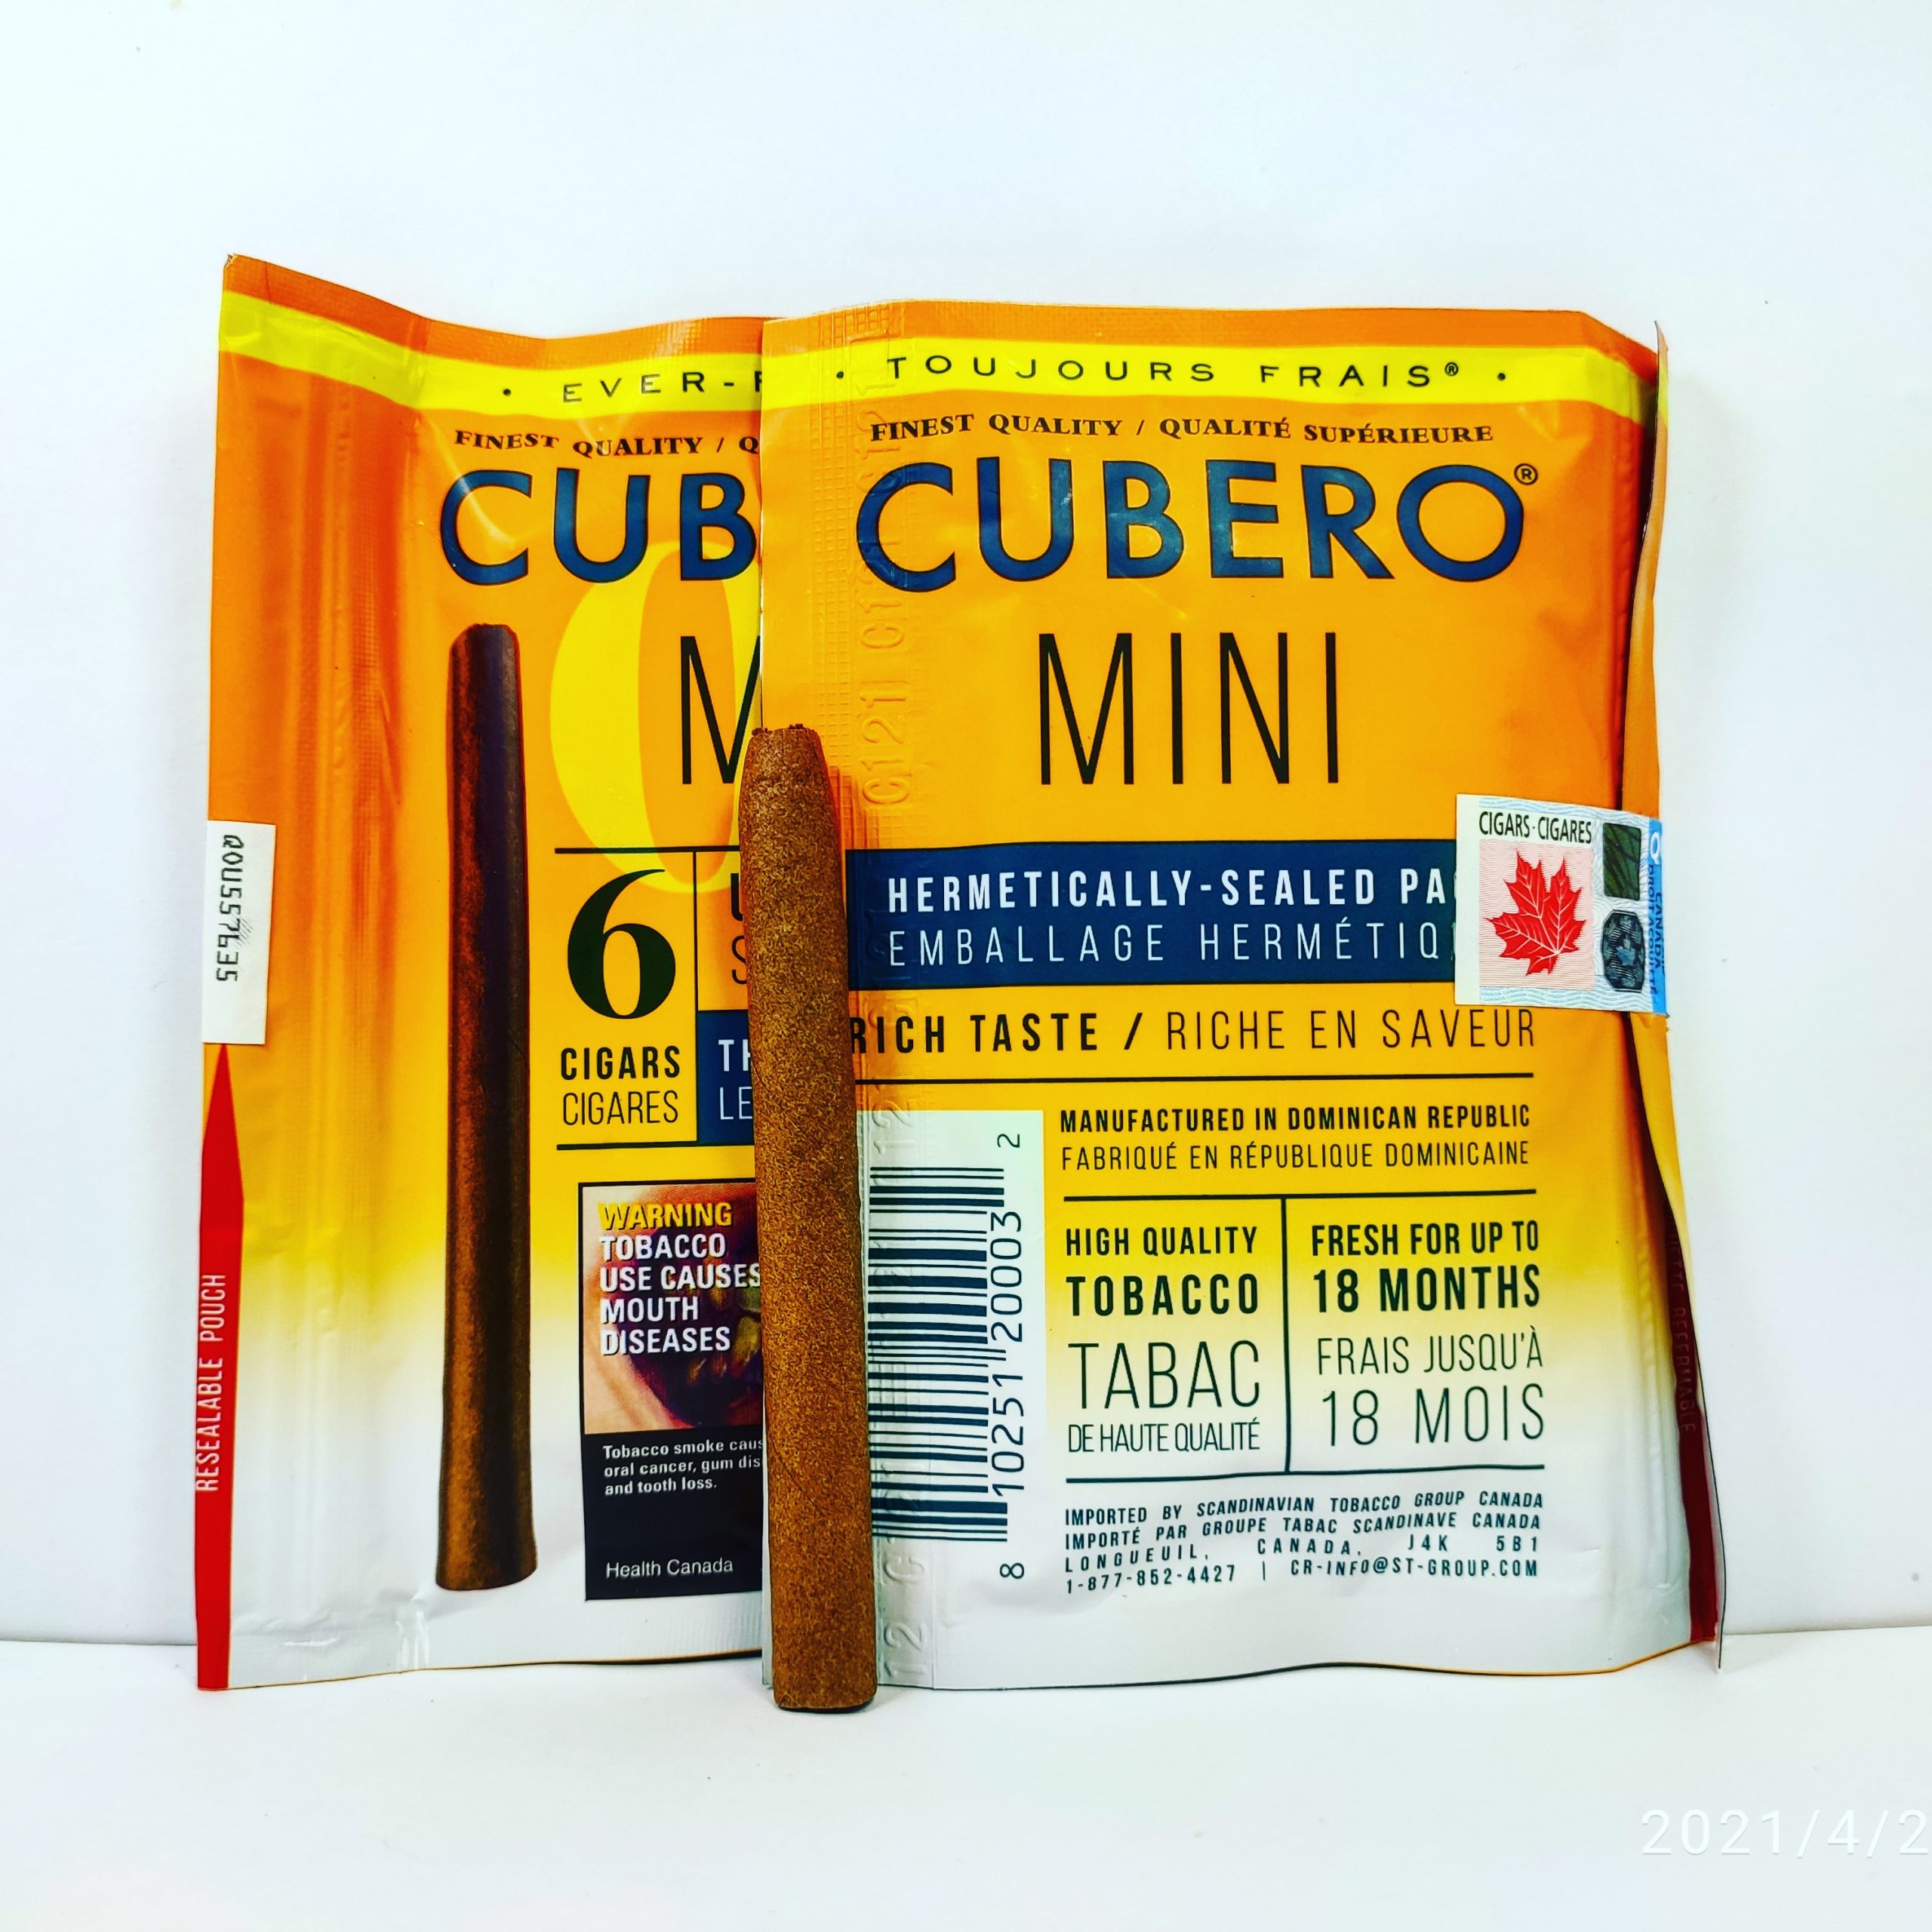 • EVER-F
FINEST QUALITY / Q
CUB
M
6
CIGARS
CIGARES
TH
LE
WARNING
TOBACCO
USE CAUSES
MOUTH
DISEASES
Tobacco smoke caus
oral cancer, gum dis
and tooth loss.
Health Canada
RESEALABLE POUCH
• TOUJOURS FRAIS® •
FINEST QUALITY / QUALITÉ SUPÉRIEURE
CUBERO®
MINI
HERMETICALLY-SEALED PA
EMBALLAGE HERMÉTIQ
CIGARS·CIGARES
RICH TASTE / RICHE EN SAVEUR
MANUFACTURED IN DOMINICAN REPUBLIC
FABRIQUÉ EN RÉPUBLIQUE DOMINICAINE
HIGH QUALITY
TOBACCO
TABAC
DE HAUTE QUALITÉ
FRESH FOR UP TO
18 MONTHS
FRAIS JUSQU'À
18 MOIS
8 10251 20003 2
IMPORTED BY SCANDINAVIAN TOBACCO GROUP CANADA
IMPORTÉ PAR GROUPE TABAC SCANDINAVE CANADA
LONGUEUIL, CANADA, J4K 5B1
1-877-852-4427 | CR-INFO@ST-GROUP.COM
2021/4/2